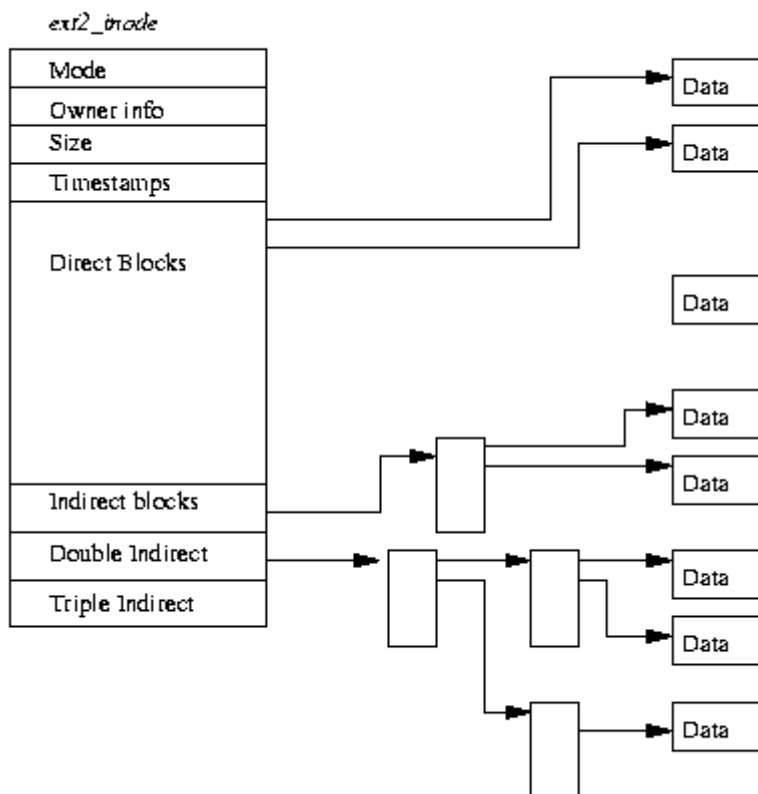 ext2_inode
Mode
Owner info
Size
Timestamps
Direct Blocks
Indirect blocks
Double Indirect
Triple Indirect
Data
Data
Data
Data
Data
Data
Data
Data